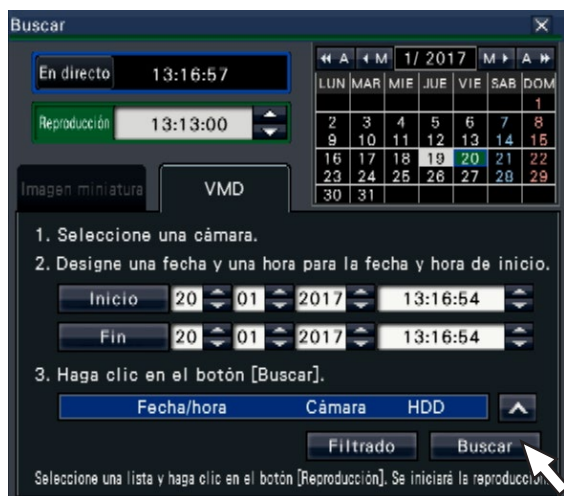 Buscar
En directo 13:16:57
Reproducción 13:13:00
A M 1/ 2017 M A
LUN MAR MIE JUE VIE SAB DOM
1
2 3 4 5 6 7 8
9 10 11 12 13 14 15
16 17 18 19 20 21 22
23 24 25 26 27 28 29
30 31
Imagen miniatura VMD
1. Seleccione una cámara.
2. Designe una fecha y una hora para la fecha y hora de inicio.
Inicio 20 01 2017 13:16:54
Fin 20 01 2017 13:16:54
3. Haga clic en el botón [Buscar].
Fecha/hora Cámara HDD
Filtrado Buscar
Seleccione una lista y haga clic en el botón [Reproducción]. Se iniciará la reproducción.